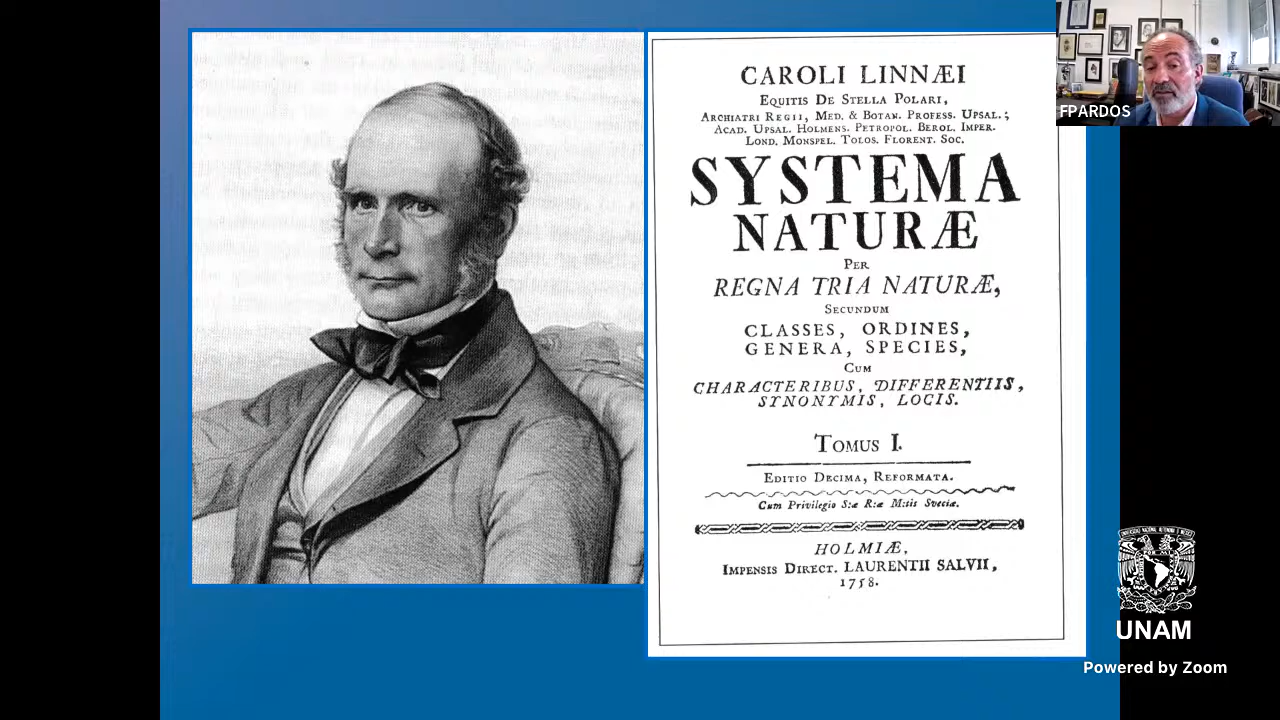 CAROLI LINNÆI
EQUITIS DE STELLA POLARI,
ARCHIATRI REGII, MED. & BOTAN. PROFESS. UPSAL.;
ACAD. UPSAL. HOLMENS. PETROPOL. BEROL. IMPER.
LOND. MONSPEL. TOLOS. FLORENT. SOC.
SYSTEMA
NATURÆ
PER
REGNA TRIA NATURÆ,
SECUNDUM
CLASSES, ORDINES,
GENERA, SPECIES,
CUM
CHARACTERIBUS, DIFFERENTIIS,
SYNONYMIS, LOCIS.
TOMUS I.
EDITIO DECIMA, REFORMATA.
Cum Privilegio S:æ R:æ M:tis Sveciæ.
HOLMIÆ,
IMPENSIS DIRECT. LAURENTII SALVII,
1758.
FPARDOS
UNAM
Powered by Zoom